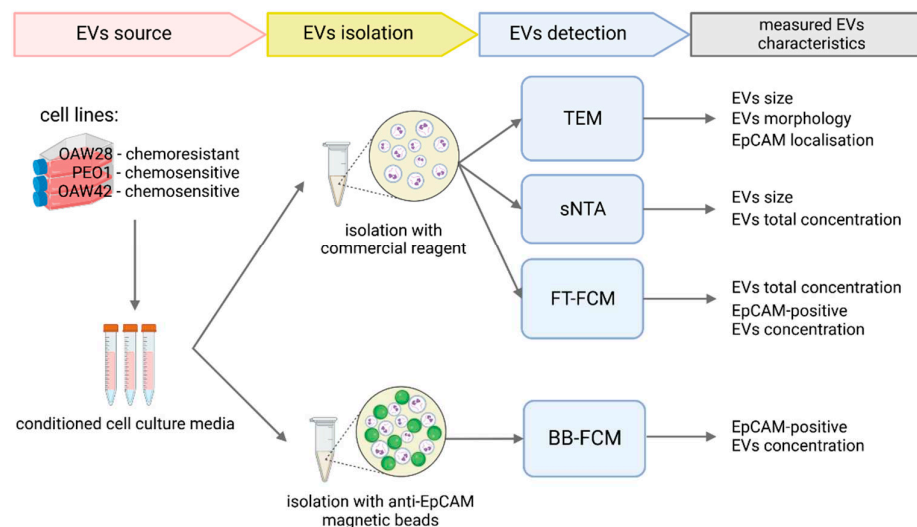 EVs source
EVs isolation
EVs detection
measured EVs
characteristics
cell lines:
OAW28 - chemoresistant
PEO1 - chemosensitive
OAW42 - chemosensitive
conditioned cell culture media
isolation with
commercial reagent
isolation with anti-EpCAM
magnetic beads
TEM
EVs size
EVs morphology
EpCAM localisation
sNTA
EVs size
EVs total concentration
FT-FCM
EVs total concentration
EpCAM-positive
EVs concentration
BB-FCM
EpCAM-positive
EVs concentration